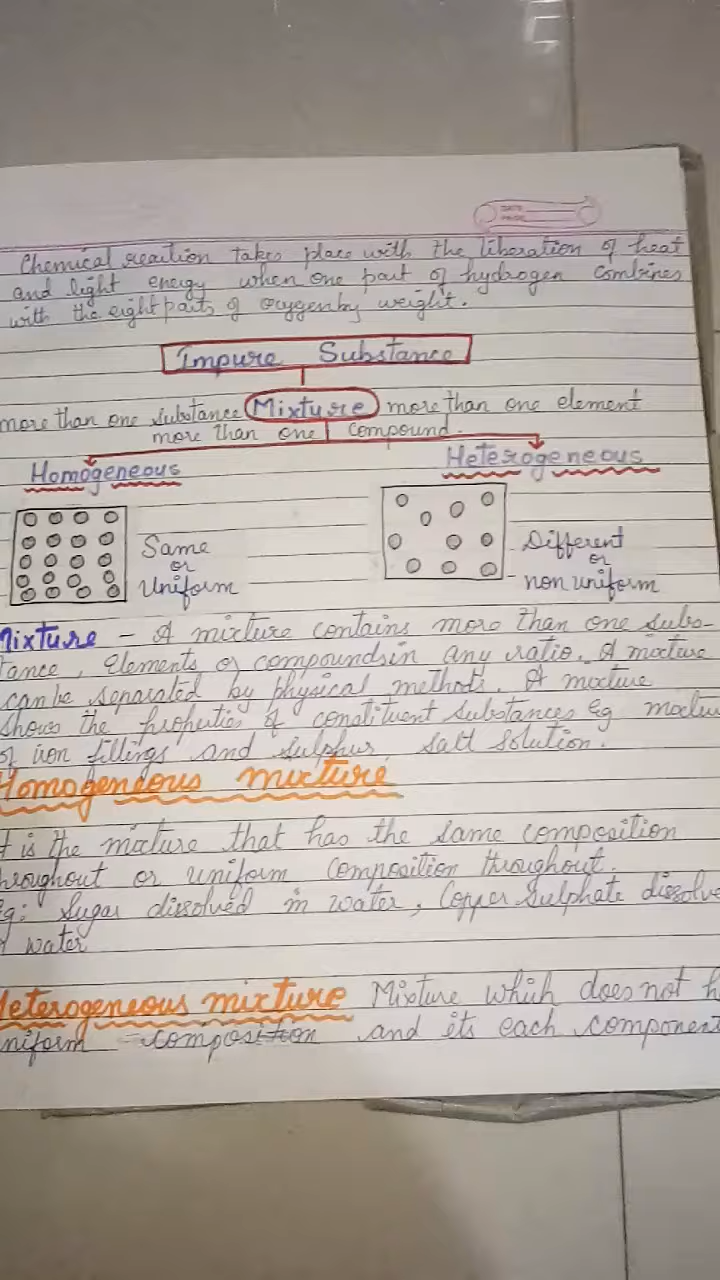 DATE
PAGE
Chemical reaction takes place with the liberation of heat
and light energy when one part of hydrogen combines
with the eight parts of oxygen by weight.
Impure Substance
more than one substance Mixture more than one element
more than one compound.
Homogeneous Heterogeneous
Same
or
Uniform
Different
or
non uniform
Mixture - A mixture contains more than one subs-
tance, elements or compounds in any ratio. A mixture
can be separated by physical methods. A mixture
shows the properties of constituent substances eg mixtu
of iron fillings and sulphur, salt solution.
Homogeneous mixture
t is the mixture that has the same composition
hroughout or uniform composition throughout.
g: Sugar dissolved in water, Copper Sulphate dissolve
water
Heterogeneous mixture Mixture which does not h
niform composition and its each component